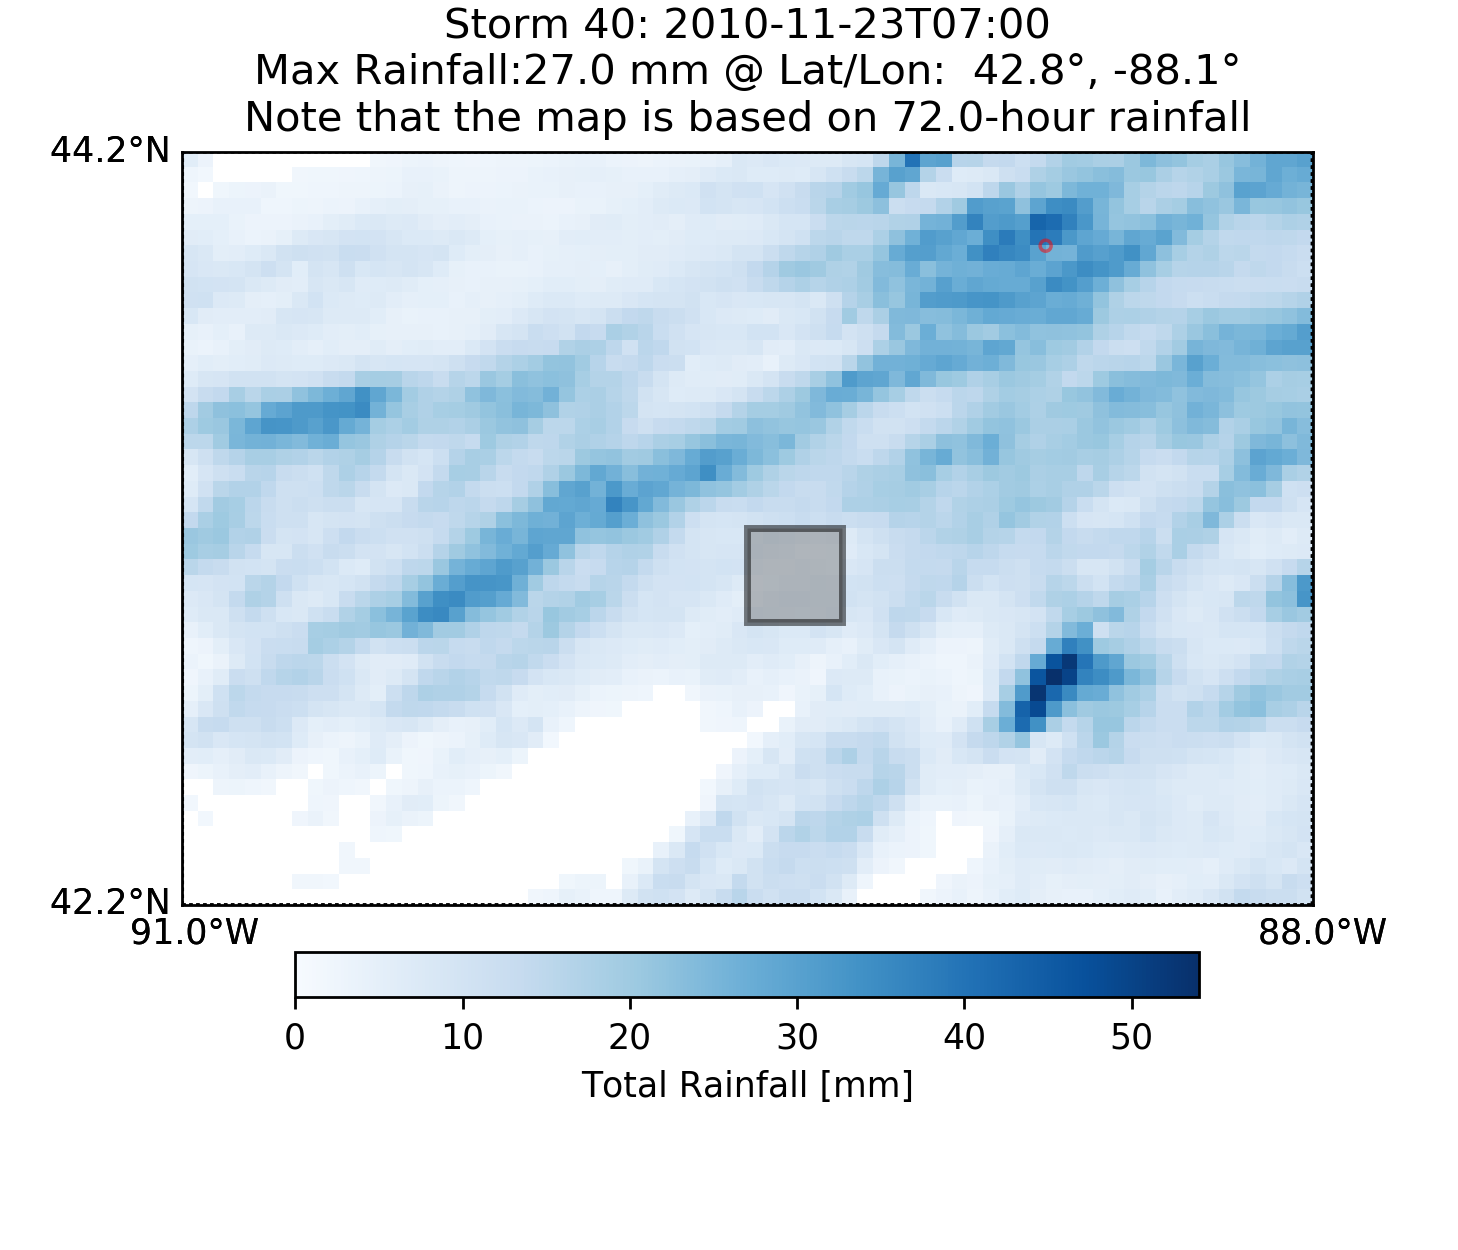 Storm 40: 2010-11-23T07:00
Max Rainfall:27.0 mm @ Lat/Lon:  42.8°, -88.1°
Note that the map is based on 72.0-hour rainfall
44.2°N
42.2°N
91.0°W
88.0°W
0 10 20 30 40 50
Total Rainfall [mm]